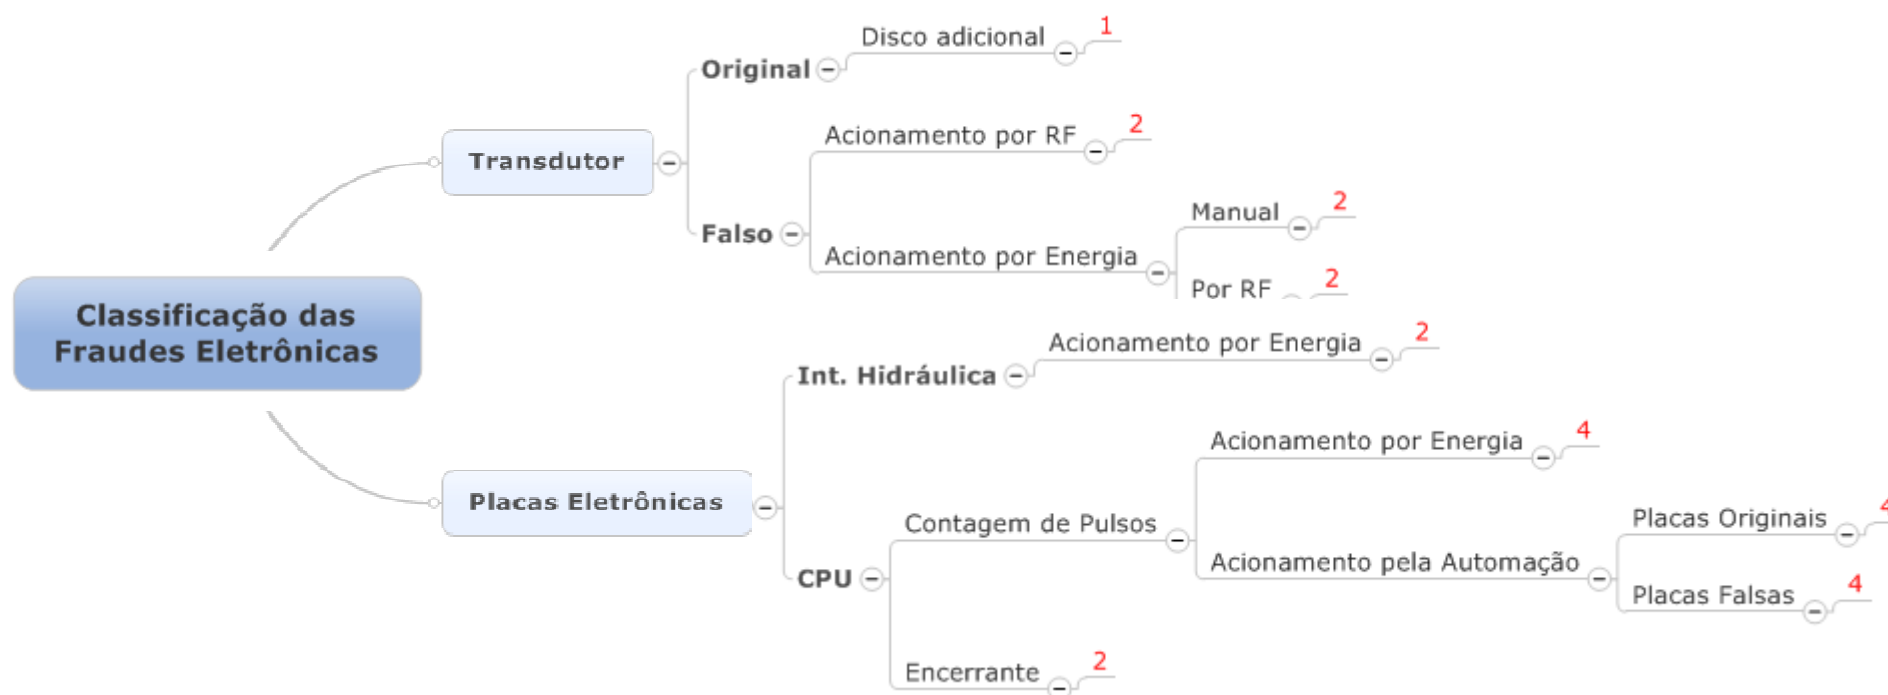 Classificação das
Fraudes Eletrônicas
Transdutor
Original
Disco adicional
1
Falso
Acionamento por RF
2
Acionamento por Energia
Manual
2
Por RF
2
Placas Eletrônicas
Int. Hidráulica
Acionamento por Energia
2
CPU
Contagem de Pulsos
Acionamento por Energia
4
Acionamento pela Automação
Placas Originais
4
Placas Falsas
4
Encerrante
2